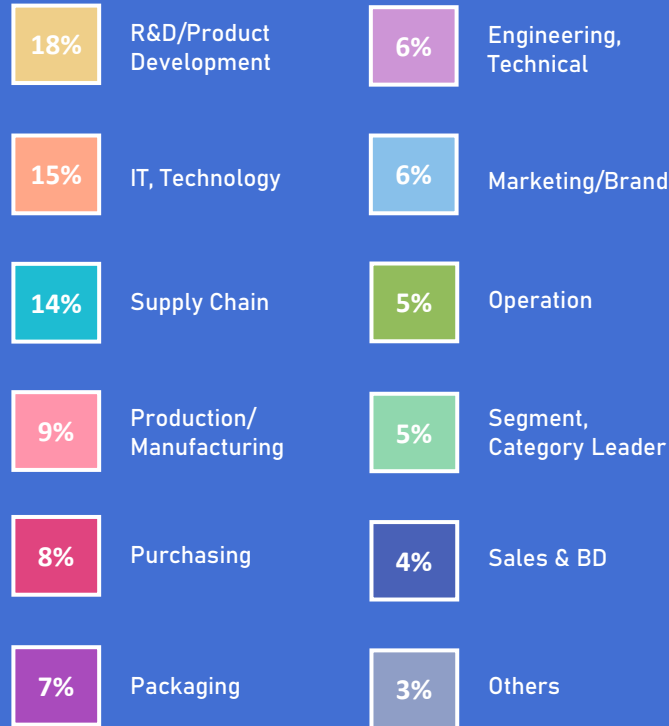 18%
R&D/Product
Development
6%
Engineering,
Technical
15%
IT, Technology
6%
Marketing/Brand
14%
Supply Chain
5%
Operation
9%
Production/
Manufacturing
5%
Segment,
Category Leader
8%
Purchasing
4%
Sales & BD
7%
Packaging
3%
Others